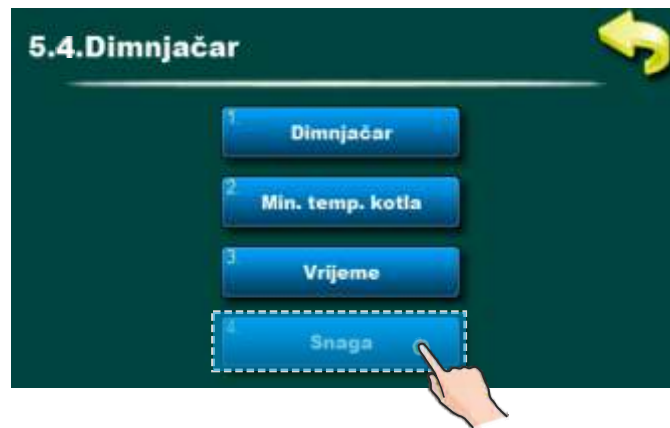 5.4.Dimnjačar
1.
Dimnjačar
2.
Min. temp. kotla
3.
Vrijeme
4.
Snaga